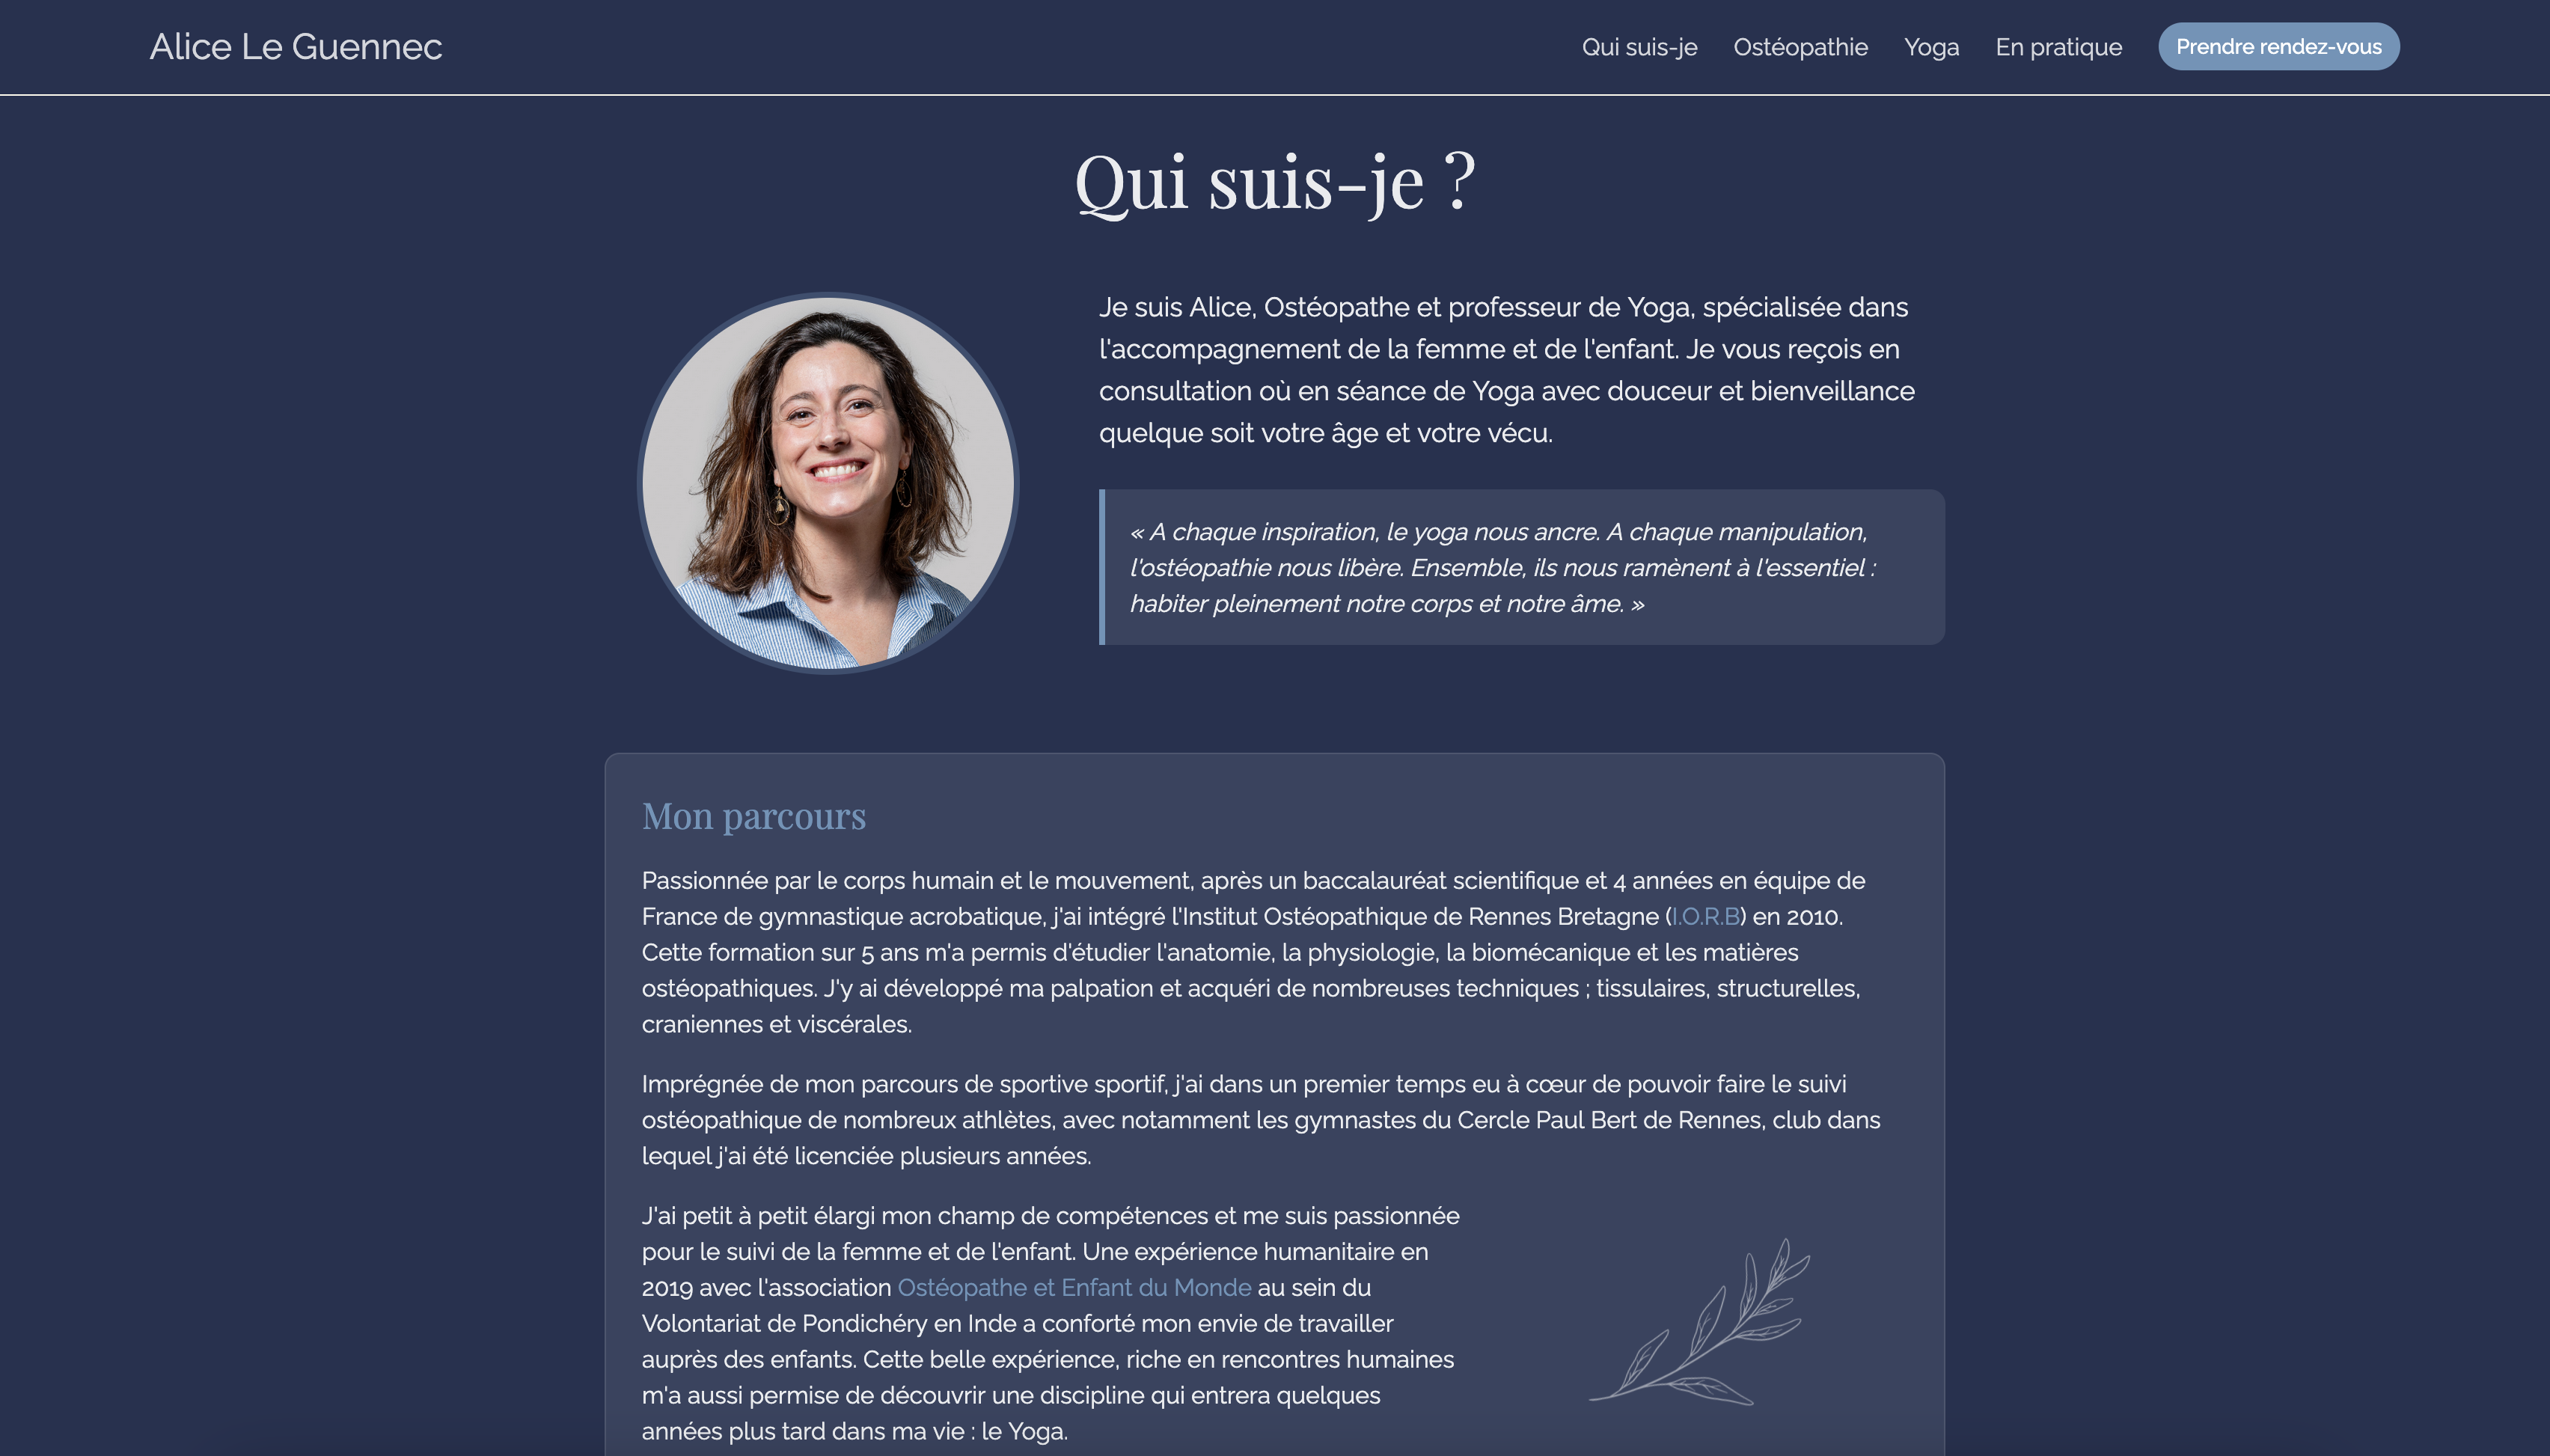 Alice Le Guennec
Qui suis-je
Ostéopathie
Yoga
En pratique
Prendre rendez-vous
Qui suis-je ?
Je suis Alice, Ostéopathe et professeur de Yoga, spécialisée dans
l'accompagnement de la femme et de l'enfant. Je vous reçois en
consultation où en séance de Yoga avec douceur et bienveillance
quelque soit votre âge et votre vécu.
« A chaque inspiration, le yoga nous ancre. A chaque manipulation,
l'ostéopathie nous libère. Ensemble, ils nous ramènent à l'essentiel :
habiter pleinement notre corps et notre âme. »
Mon parcours
Passionnée par le corps humain et le mouvement, après un baccalauréat scientifique et 4 années en équipe de
France de gymnastique acrobatique, j'ai intégré l'Institut Ostéopathique de Rennes Bretagne (I.O.R.B) en 2010.
Cette formation sur 5 ans m'a permis d'étudier l'anatomie, la physiologie, la biomécanique et les matières
ostéopathiques. J'y ai développé ma palpation et acquéri de nombreuses techniques ; tissulaires, structurelles,
craniennes et viscérales.
Imprégnée de mon parcours de sportive sportif, j'ai dans un premier temps eu à cœur de pouvoir faire le suivi
ostéopathique de nombreux athlètes, avec notamment les gymnastes du Cercle Paul Bert de Rennes, club dans
lequel j'ai été licenciée plusieurs années.
J'ai petit à petit élargi mon champ de compétences et me suis passionnée
pour le suivi de la femme et de l'enfant. Une expérience humanitaire en
2019 avec l'association Ostéopathe et Enfant du Monde au sein du
Volontariat de Pondichéry en Inde a conforté mon envie de travailler
auprès des enfants. Cette belle expérience, riche en rencontres humaines
m'a aussi permise de découvrir une discipline qui entrera quelques
années plus tard dans ma vie : le Yoga.